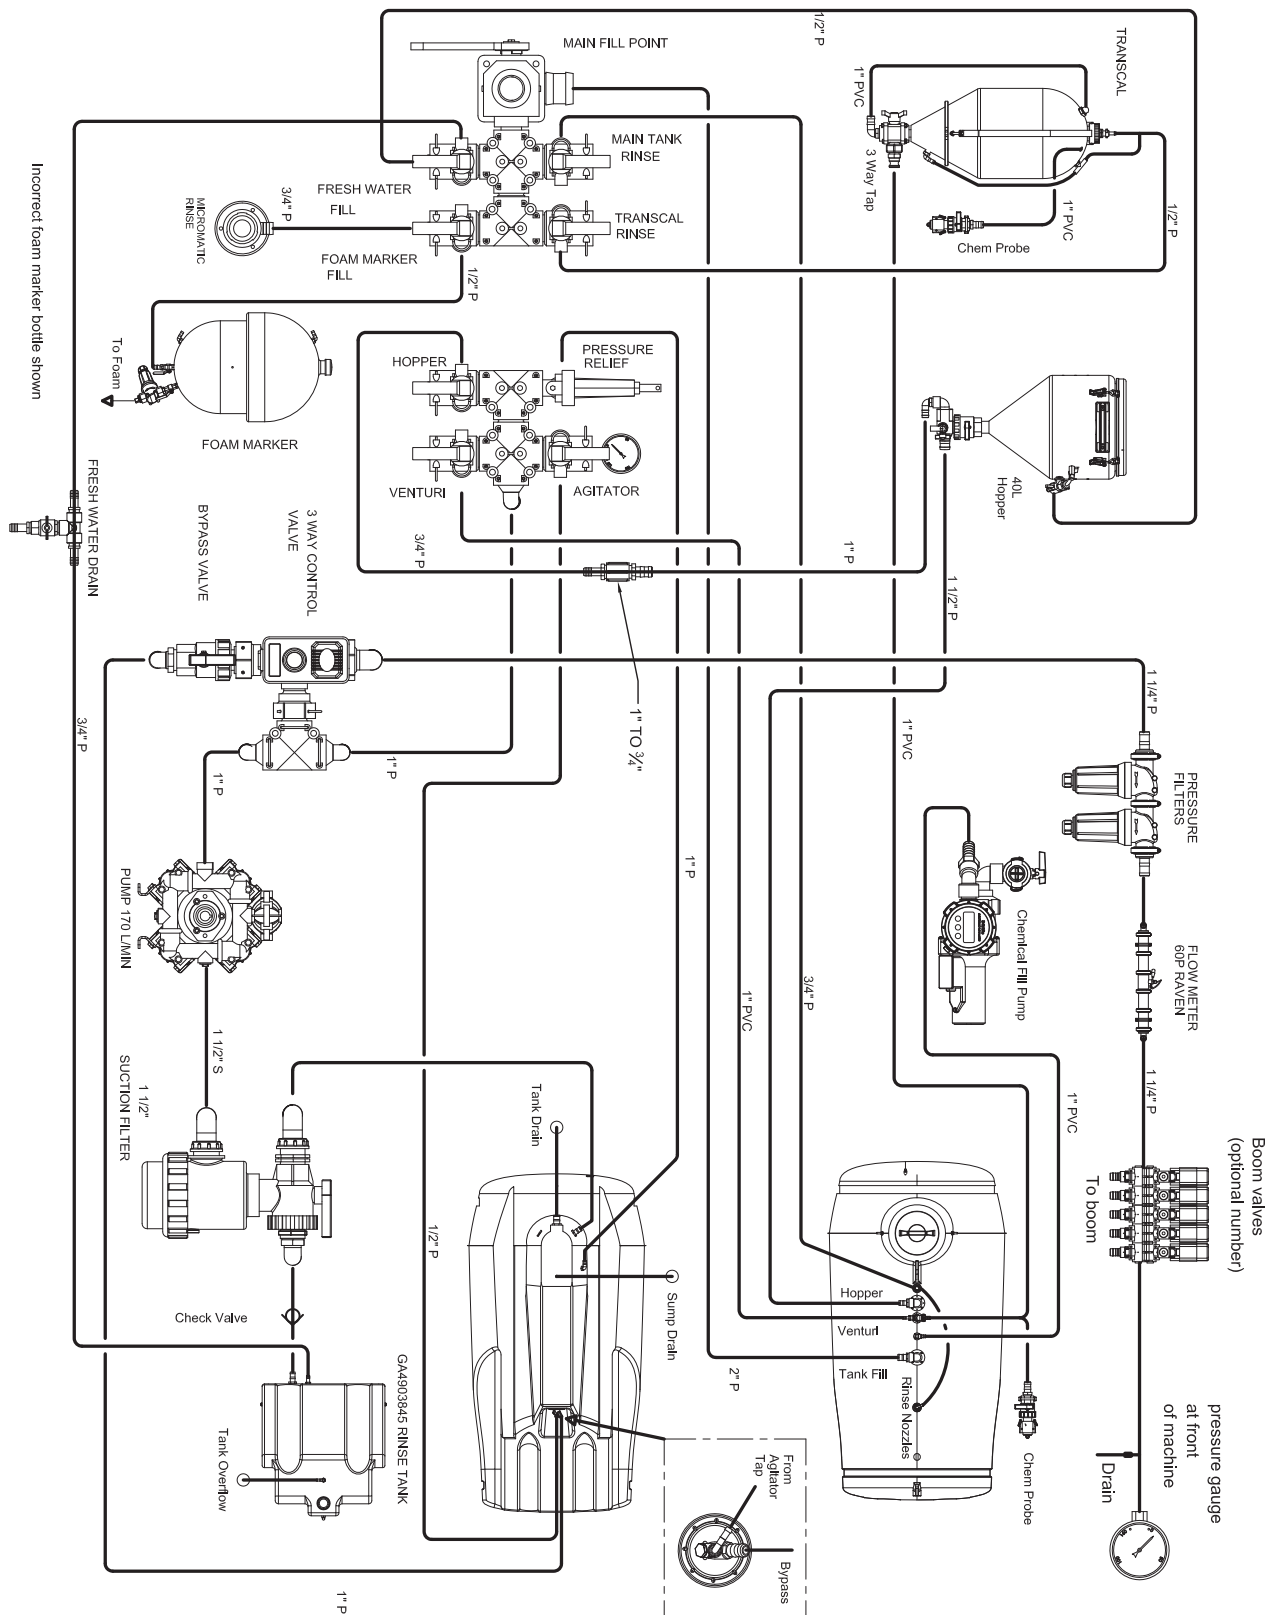 1/2" P
MAIN FILL POINT
TRANSCAL
1" PVC
3 Way Tap
MAIN TANK
RINSE
Incorrect foam marker bottle shown
3/4" P
FRESH WATER
FILL
MICROMATIC
RINSE
TRANSCAL
RINSE
1" PVC
1/2" P
Chem Probe
FOAM MARKER
FILL
1/2" P
To Foam
FOAM MARKER
HOPPER
PRESSURE
RELIEF
VENTURI
AGITATOR
40L
Hopper
FRESH WATER DRAIN
BYPASS VALVE
3 WAY CONTROL
VALVE
3/4" P
1" P
1 1/2" P
1 1/4" P
3/4" P
1" P
1" P
1" TO ¾"
1" PVC
PRESSURE
FILTERS
1" P
PUMP 170 L/MIN
Chemical Fill Pump
FLOW METER
60P RAVEN
3/4" P
1" PVC
1 1/2" S
1 1/2"
SUCTION FILTER
Tank Drain
1" PVC
1 1/4" P
Boom valves
(optional number)
To boom
1/2" P
Check Valve
Sump Drain
Hopper
Venturi
Tank Fill
Rinse Nozzles
2" P
GA4903845 RINSE TANK
Tank Overflow
From
Agitator
Tap
Bypass
Chem Probe
pressure gauge
at front
of machine
Drain
1" P